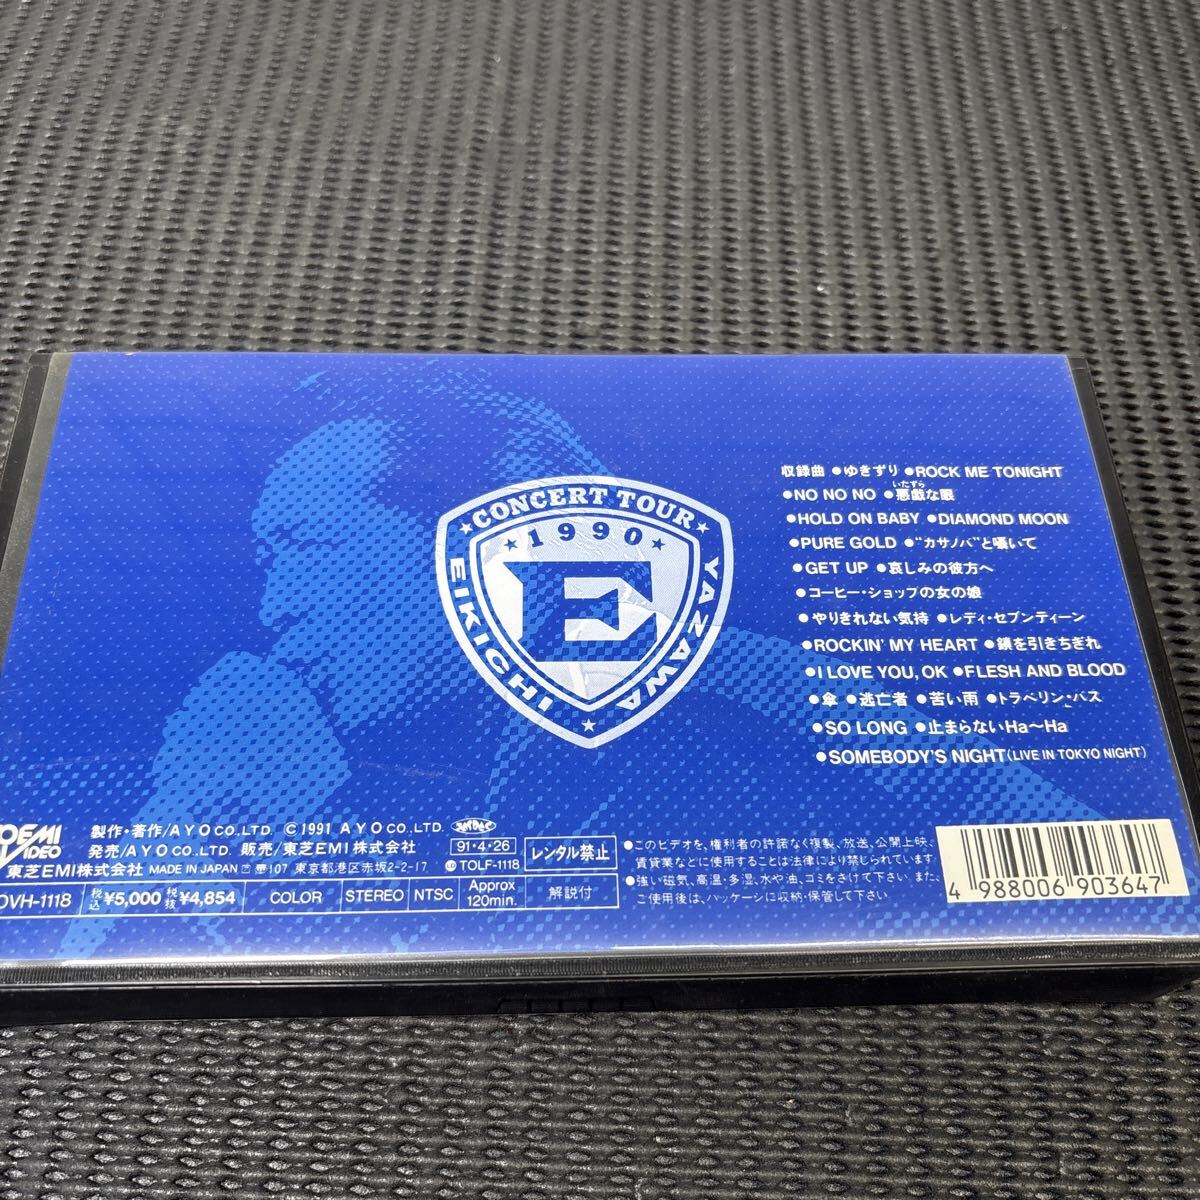 ★CONCERT TOUR
★1990★
EIKICHI ★ YAZAWA
E
収録曲 ●ゆきずり ●ROCK ME TONIGHT
いたずら
●NO NO NO ●悪戯な眼
●HOLD ON BABY ●DIAMOND MOON
●PURE GOLD ●“カサノバ”と囁いて
●GET UP ●哀しみの彼方へ
●コーヒー・ショップの女の娘
●やりきれない気持 ●レディ・セブンティーン
●ROCKIN' MY HEART ●鎖を引きちぎれ
●I LOVE YOU, OK ●FLESH AND BLOOD
●傘 ●逃亡者 ●苦い雨 ●トラベリン・バス
●SO LONG ●止まらないHa〜Ha
●SOMEBODY'S NIGHT (LIVE IN TOKYO NIGHT)
OEMI
VIDEO
製作・著作/AYO CO.,LTD. ©1991 AYO CO.,LTD.
発売/AYO CO.,LTD. 販売/東芝EMI株式会社
91・4・26
東芝EMI株式会社 MADE IN JAPAN 〒107 東京都港区赤坂2-2-17
TOLF-1118
レンタル禁止
OVH-1118 税込¥5,000 税抜¥4,854 COLOR STEREO NTSC Approx 120min. 解説付
●このビデオを、権利者の許諾なく複製、放送、公開上映、
賃貸業などに使用することは法律により禁じられています
●強い磁気、高温・多湿、水や油、ゴミをさけて下さい、また、
ご使用後は、パッケージに収納・保管して下さい。
4 988006 903647